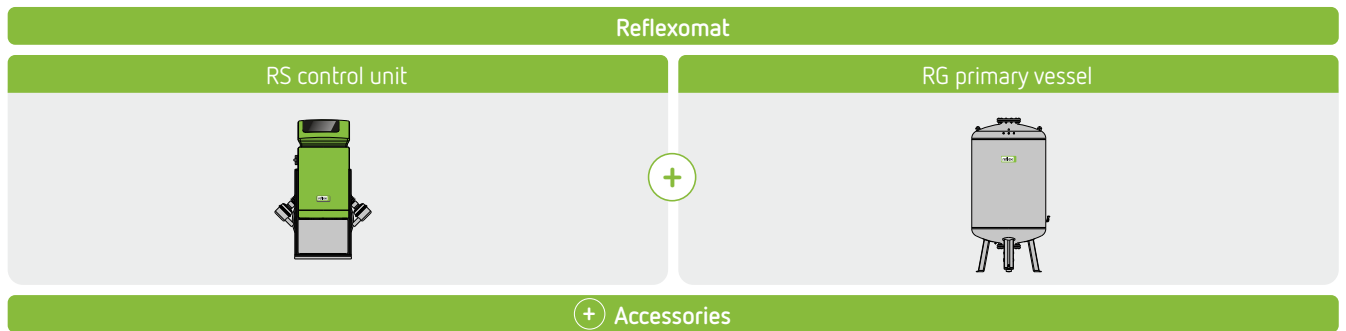 Reflexomat
RS control unit
RG primary vessel
+
+ Accessories